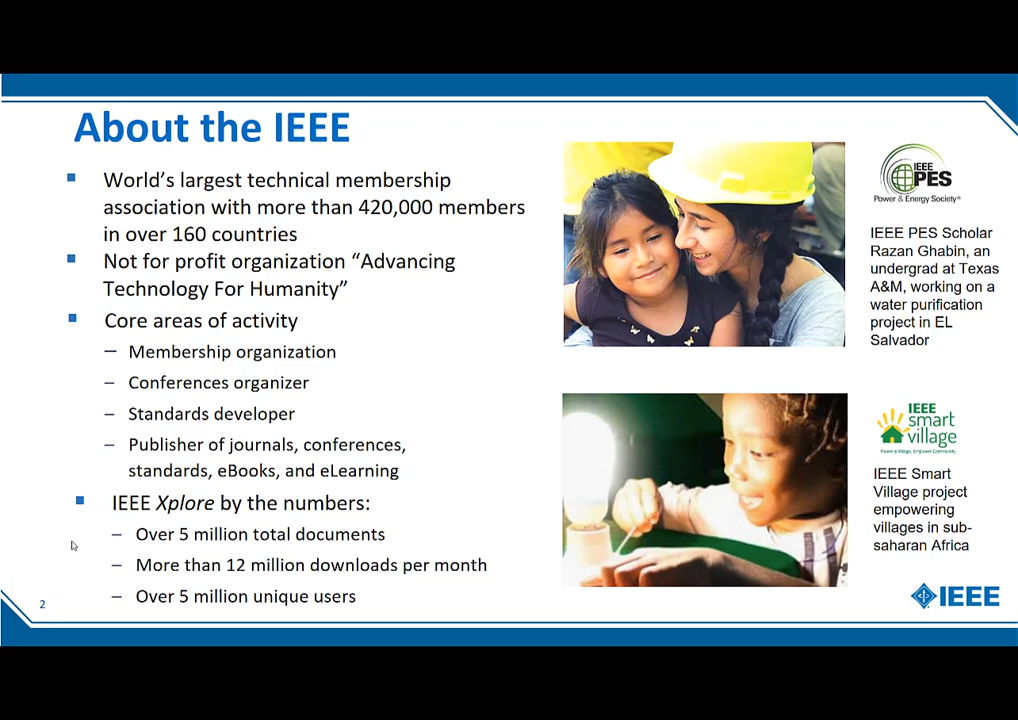 About the IEEE
World’s largest technical membership
association with more than 420,000 members
in over 160 countries
Not for profit organization “Advancing
Technology For Humanity”
Core areas of activity
– Membership organization
– Conferences organizer
– Standards developer
– Publisher of journals, conferences,
standards, eBooks, and eLearning
IEEE Xplore by the numbers:
– Over 5 million total documents
– More than 12 million downloads per month
– Over 5 million unique users
2
IEEE
PES
Power & Energy Society®
IEEE PES Scholar
Razan Ghabin, an
undergrad at Texas
A&M, working on a
water purification
project in EL
Salvador
IEEE
smart
village
Power a Village, Empower Community.
IEEE Smart
Village project
empowering
villages in sub-
saharan Africa
IEEE